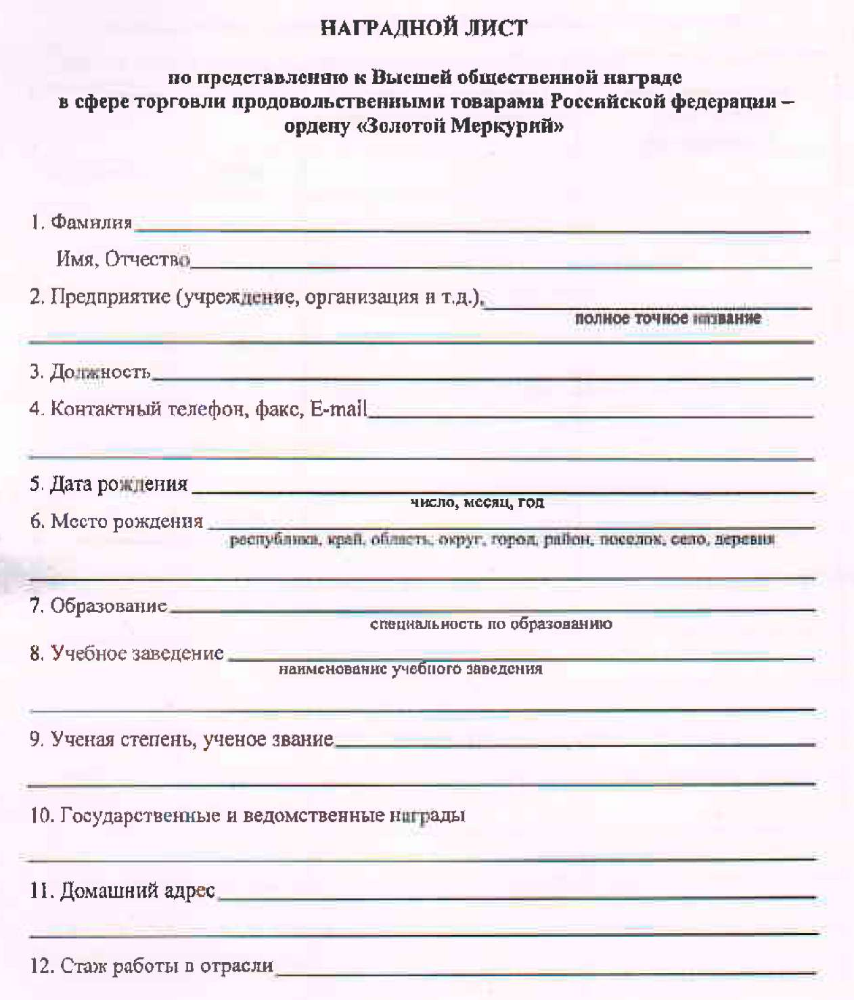 НАГРАДНОЙ ЛИСТ
по представлению к Высшей общественной награде
в сфере торговли продовольственными товарами Российской федерации –
ордену «Золотой Меркурий»
1. Фамилия
Имя, Отчество
2. Предприятие (учреждение, организация и т.д.),
полное точное название
3. Должность
4. Контактный телефон, факс, E-mail
5. Дата рождения
число, месяц, год
6. Место рождения
республика, край, область, округ, город, район, поселок, село, деревня
7. Образование
специальность по образованию
8. Учебное заведение
наименование учебного заведения
9. Ученая степень, ученое звание
10. Государственные и ведомственные награды
11. Домашний адрес
12. Стаж работы в отрасли